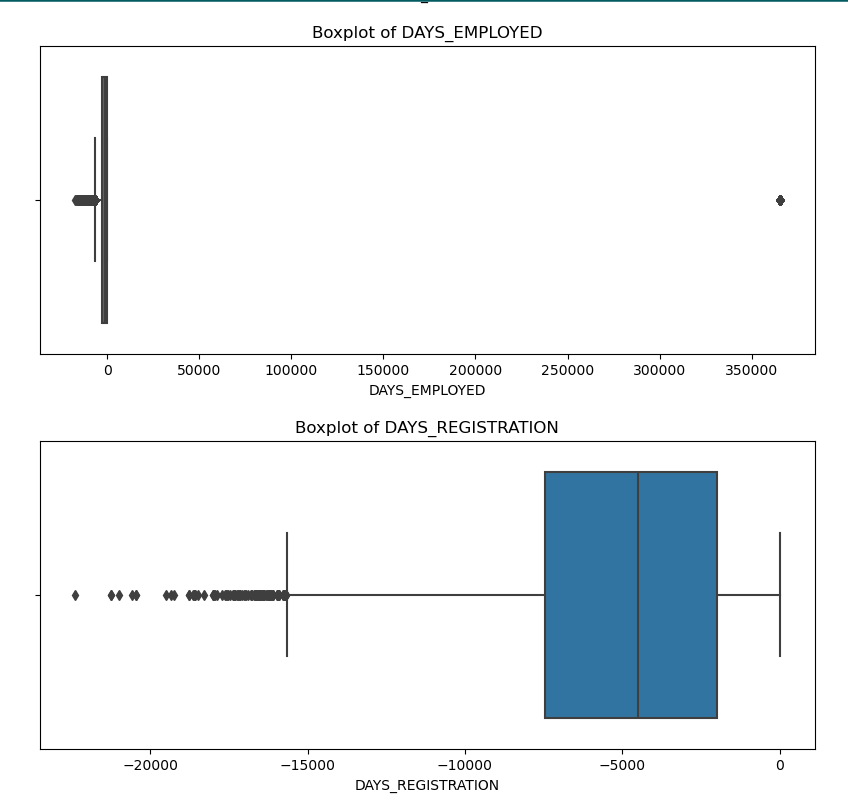 Boxplot of DAYS_EMPLOYED
0 50000 100000 150000 200000 250000 300000 350000
DAYS_EMPLOYED
Boxplot of DAYS_REGISTRATION
−20000 −15000 −10000 −5000 0
DAYS_REGISTRATION